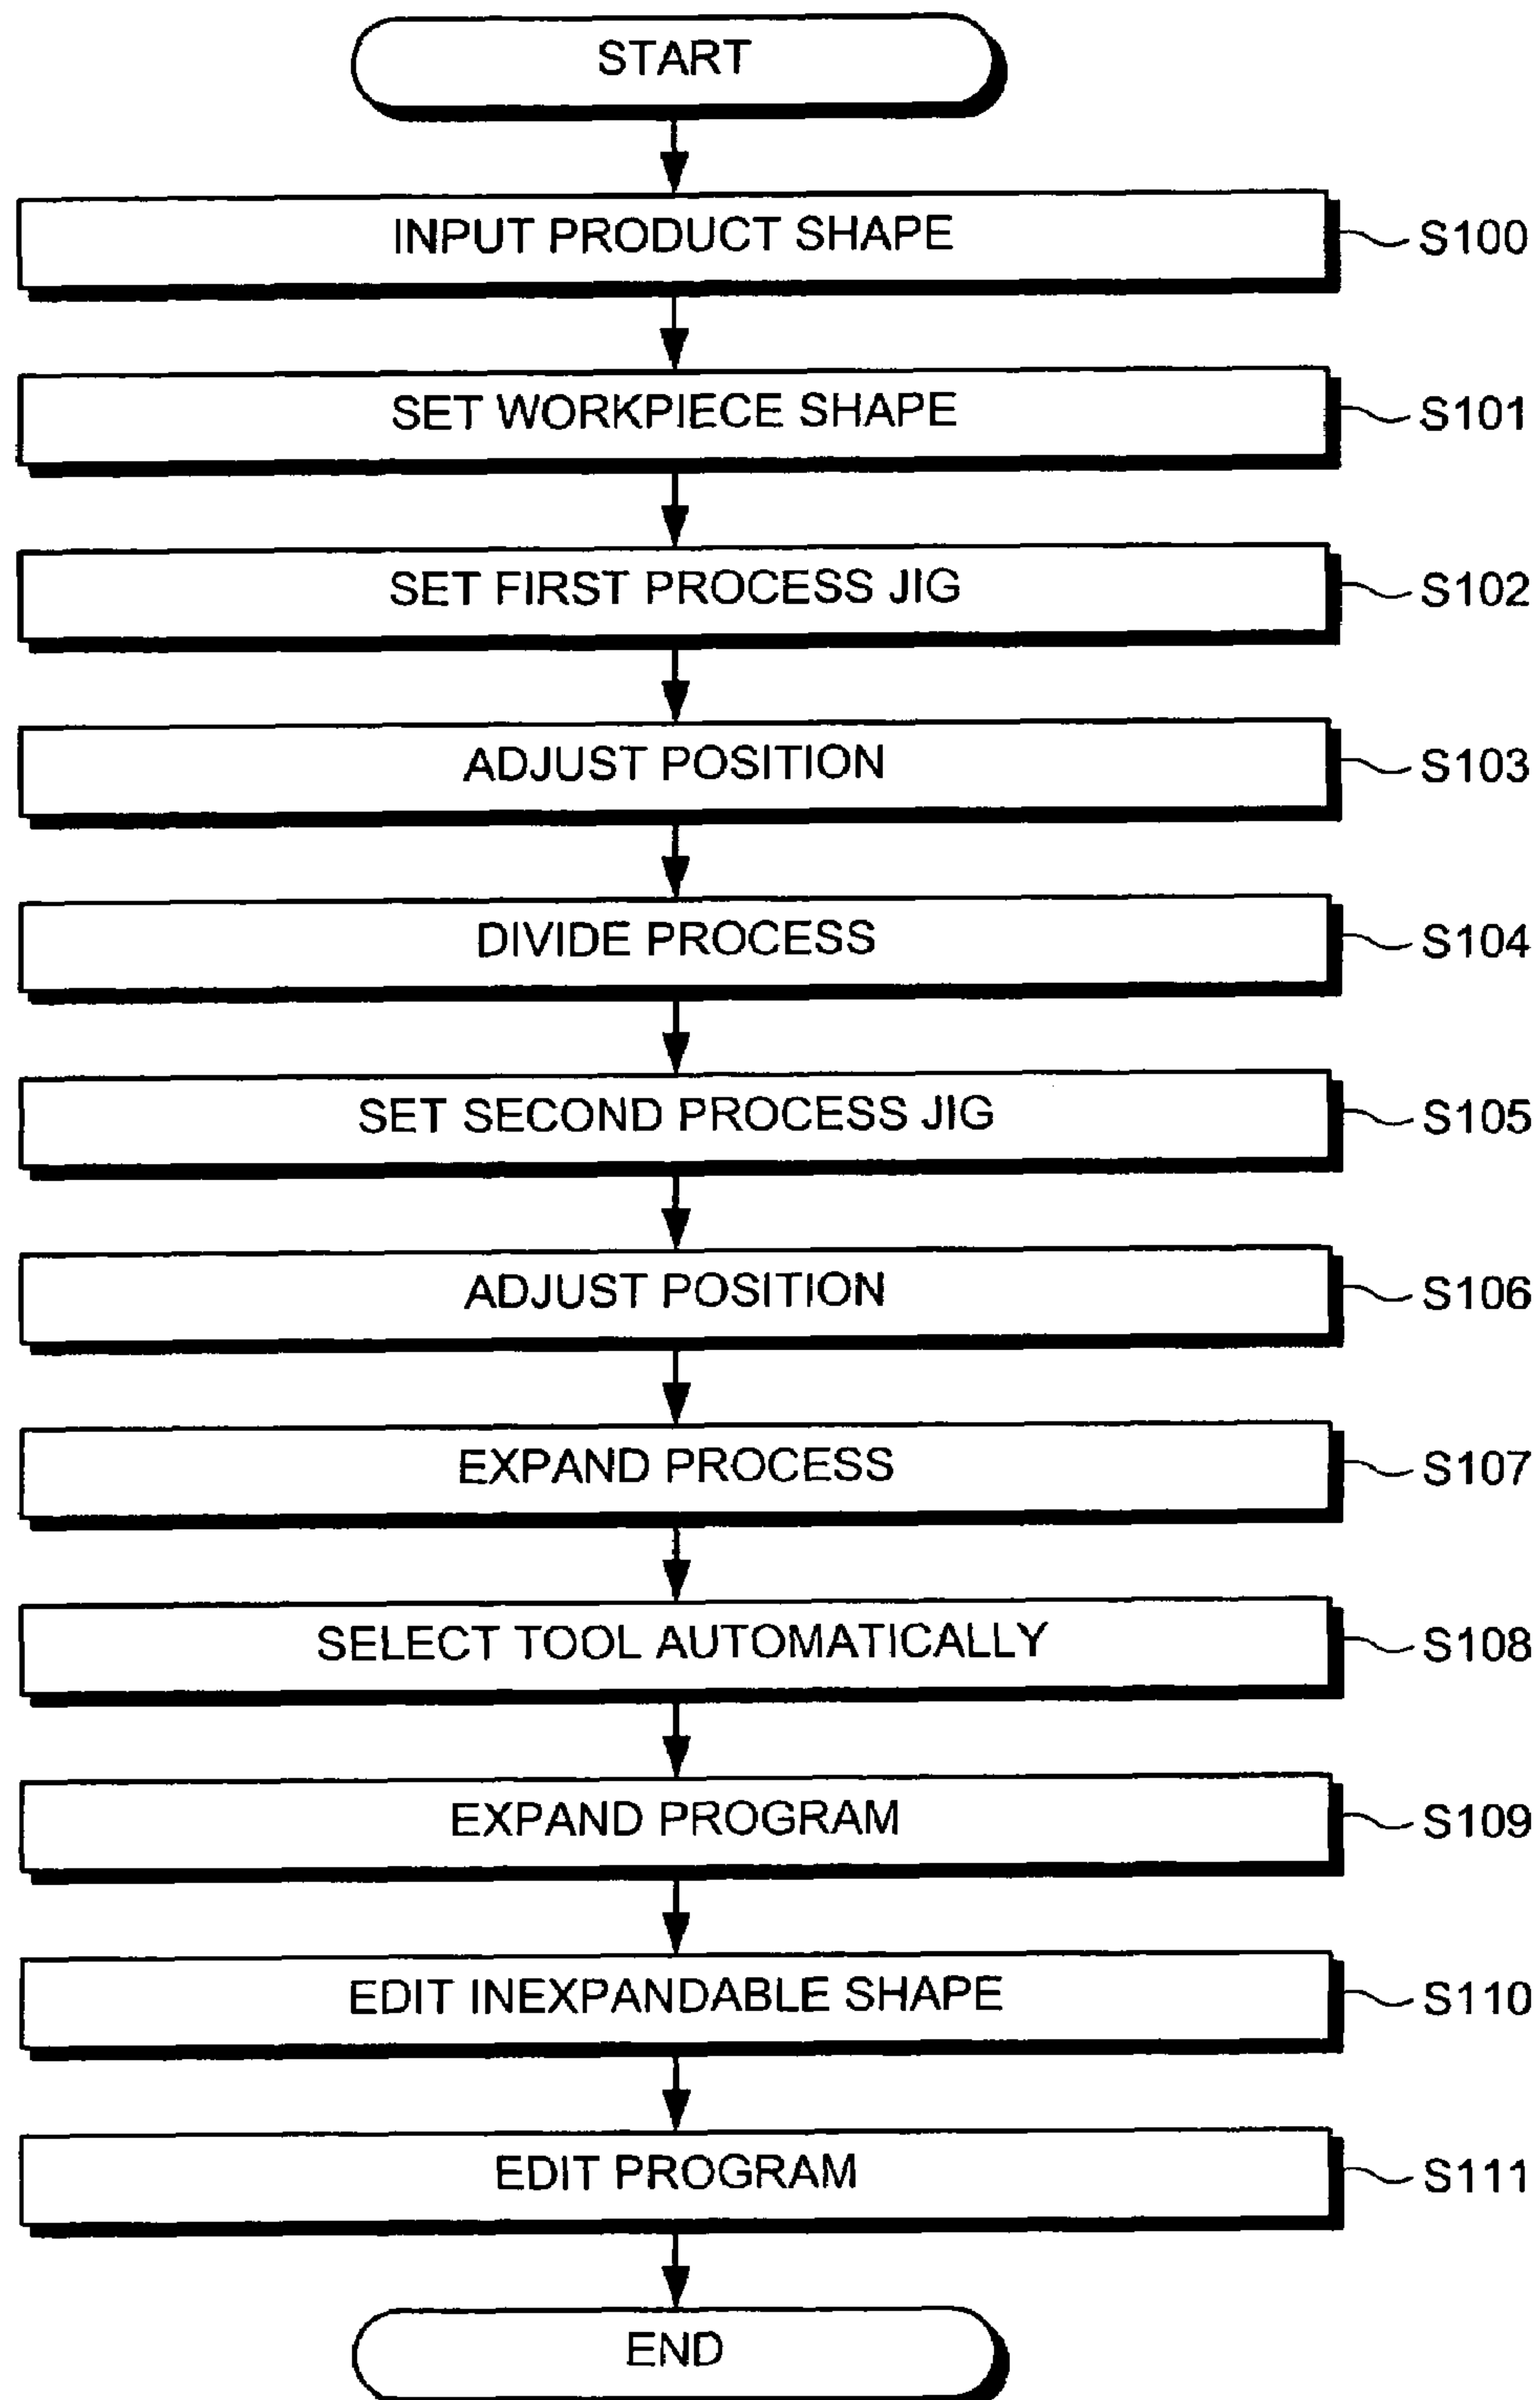 START
INPUT PRODUCT SHAPE S100
SET WORKPIECE SHAPE S101
SET FIRST PROCESS JIG S102
ADJUST POSITION S103
DIVIDE PROCESS S104
SET SECOND PROCESS JIG S105
ADJUST POSITION S106
EXPAND PROCESS S107
SELECT TOOL AUTOMATICALLY S108
EXPAND PROGRAM S109
EDIT INEXPANDABLE SHAPE S110
EDIT PROGRAM S111
END